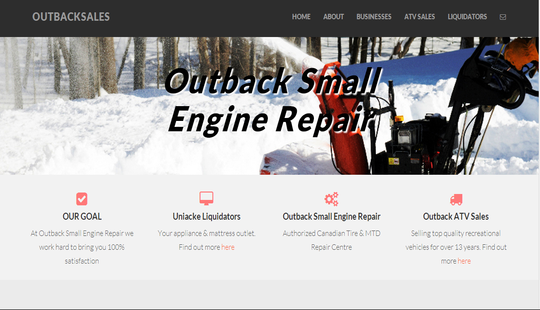 OUTBACKSALES
HOME ABOUT BUSINESSES ATV SALES LIQUIDATORS
Outback Small
Engine Repair
OUR GOAL
At Outback Small Engine Repair we
work hard to bring you 100%
satisfaction
Uniacke Liquidators
Your appliance & mattress outlet.
Find out more here
Outback Small Engine Repair
Authorized Canadian Tire & MTD
Repair Centre
Outback ATV Sales
Selling top quality recreational
vehicles for over 13 years. Find out
more here